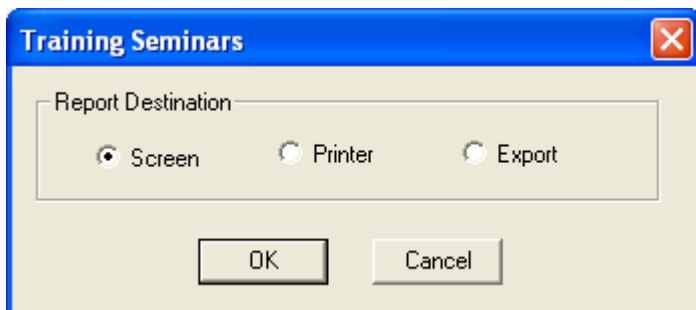 Training Seminars
Report Destination
Screen Printer Export
OK Cancel